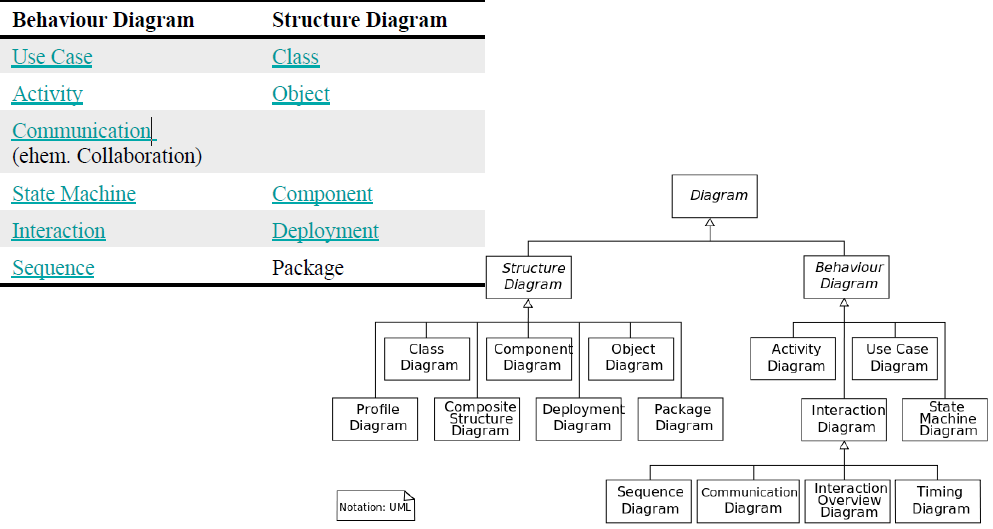 Behaviour Diagram Structure Diagram
Use Case Class
Activity Object
Communication
(ehem. Collaboration)
State Machine Component
Interaction Deployment
Sequence Package
Diagram
Structure
Diagram
Behaviour
Diagram
Class
Diagram
Component
Diagram
Object
Diagram
Activity
Diagram
Use Case
Diagram
Profile
Diagram
Composite
Structure
Diagram
Deployment
Diagram
Package
Diagram
Interaction
Diagram
State
Machine
Diagram
Sequence
Diagram
Communication
Diagram
Interaction
Overview
Diagram
Timing
Diagram
Notation: UML